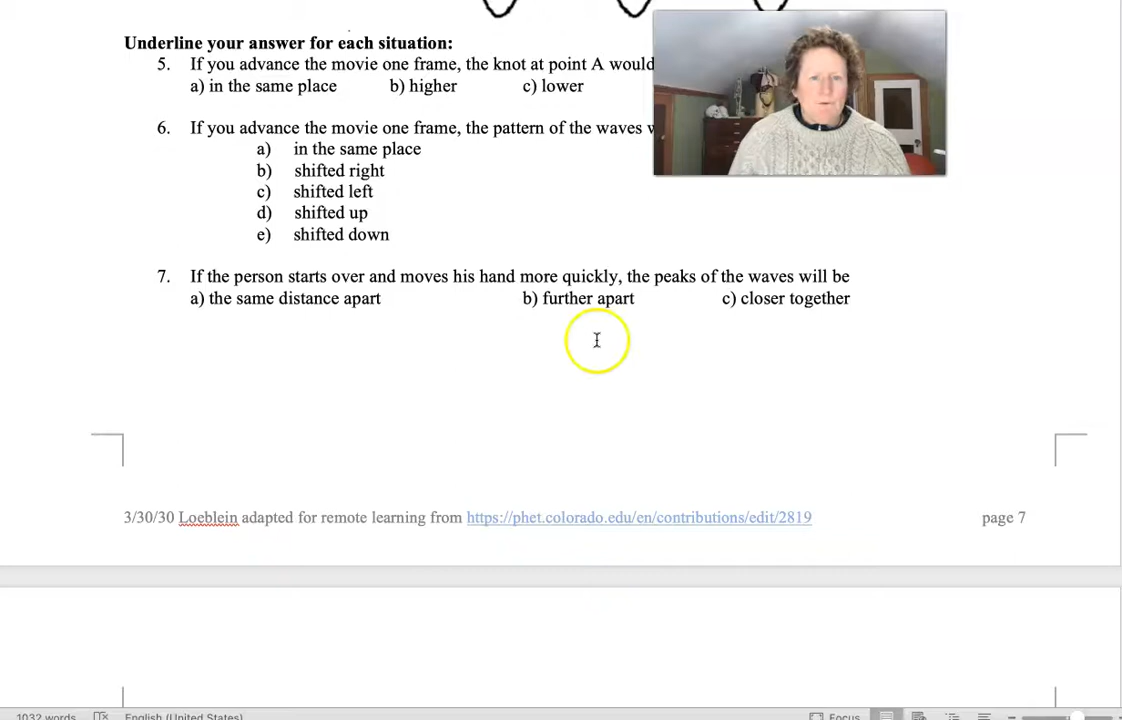 Underline your answer for each situation:
5. If you advance the movie one frame, the knot at point A would
a) in the same place b) higher c) lower
6. If you advance the movie one frame, the pattern of the waves
a) in the same place
b) shifted right
c) shifted left
d) shifted up
e) shifted down
7. If the person starts over and moves his hand more quickly, the peaks of the waves will be
a) the same distance apart b) further apart c) closer together
3/30/30 Loeblein adapted for remote learning from https://phet.colorado.edu/en/contributions/edit/2819 page 7
1032 words English (United States) Focus